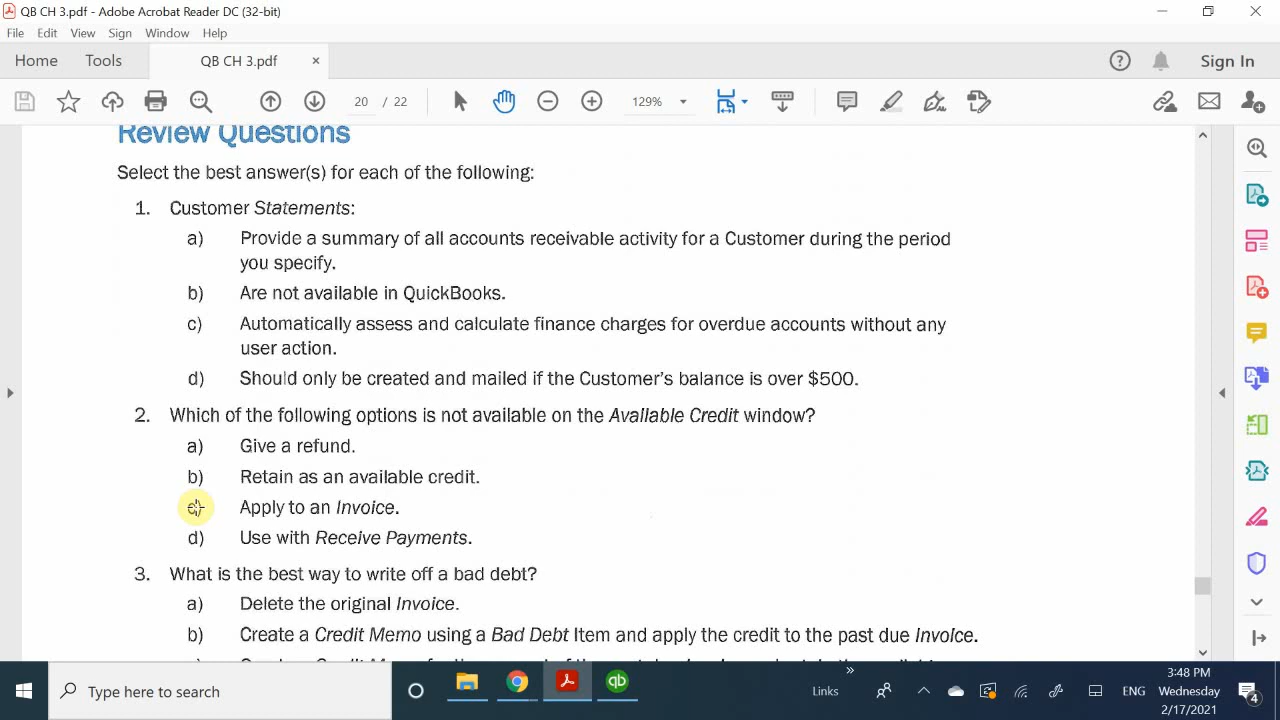 QB CH 3.pdf - Adobe Acrobat Reader DC (32-bit)
File Edit View Sign Window Help
Home Tools QB CH 3.pdf × Sign In
20 / 22 129%
Review Questions
Select the best answer(s) for each of the following:
1. Customer Statements:
a) Provide a summary of all accounts receivable activity for a Customer during the period
you specify.
b) Are not available in QuickBooks.
c) Automatically assess and calculate finance charges for overdue accounts without any
user action.
d) Should only be created and mailed if the Customer's balance is over $500.
2. Which of the following options is not available on the Available Credit window?
a) Give a refund.
b) Retain as an available credit.
c) Apply to an Invoice.
d) Use with Receive Payments.
3. What is the best way to write off a bad debt?
a) Delete the original Invoice.
b) Create a Credit Memo using a Bad Debt Item and apply the credit to the past due Invoice.
Type here to search
qb
Links » ENG
3:48 PM
Wednesday
2/17/2021
4